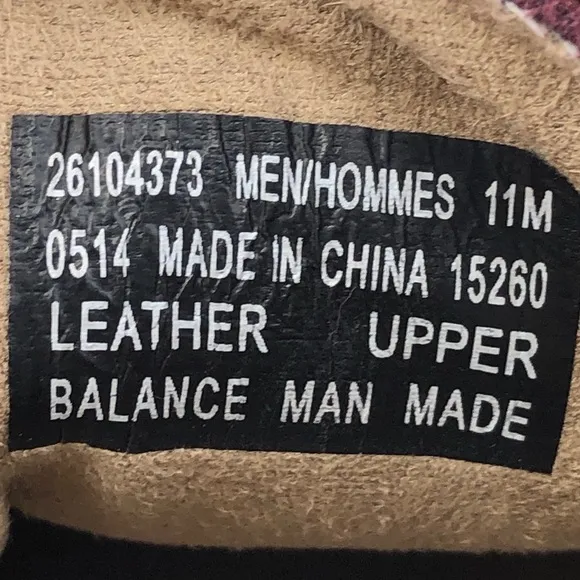 26104373 MEN/HOMMES 11M
0514 MADE IN CHINA 15260
LEATHER UPPER
BALANCE MAN MADE